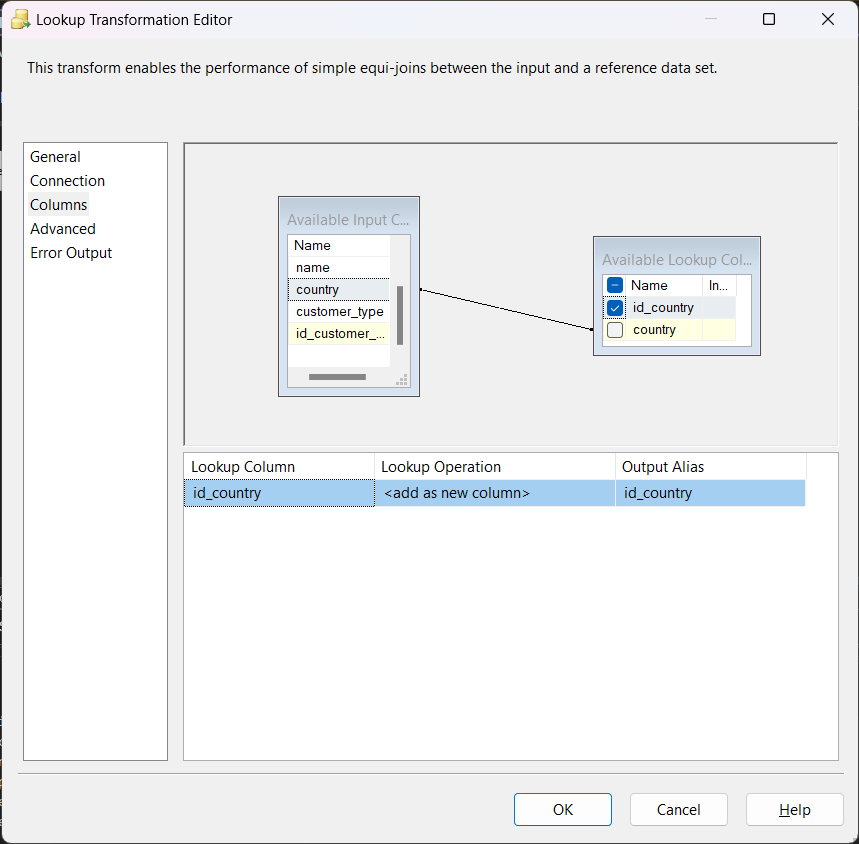 Lookup Transformation Editor
This transform enables the performance of simple equi-joins between the input and a reference data set.
General
Connection
Columns
Advanced
Error Output
Available Input C...
Name
name
country
customer_type
id_customer_...
Available Lookup Col...
Name In...
id_country
country
Lookup Column Lookup Operation Output Alias
id_country <add as new column> id_country
OK Cancel Help